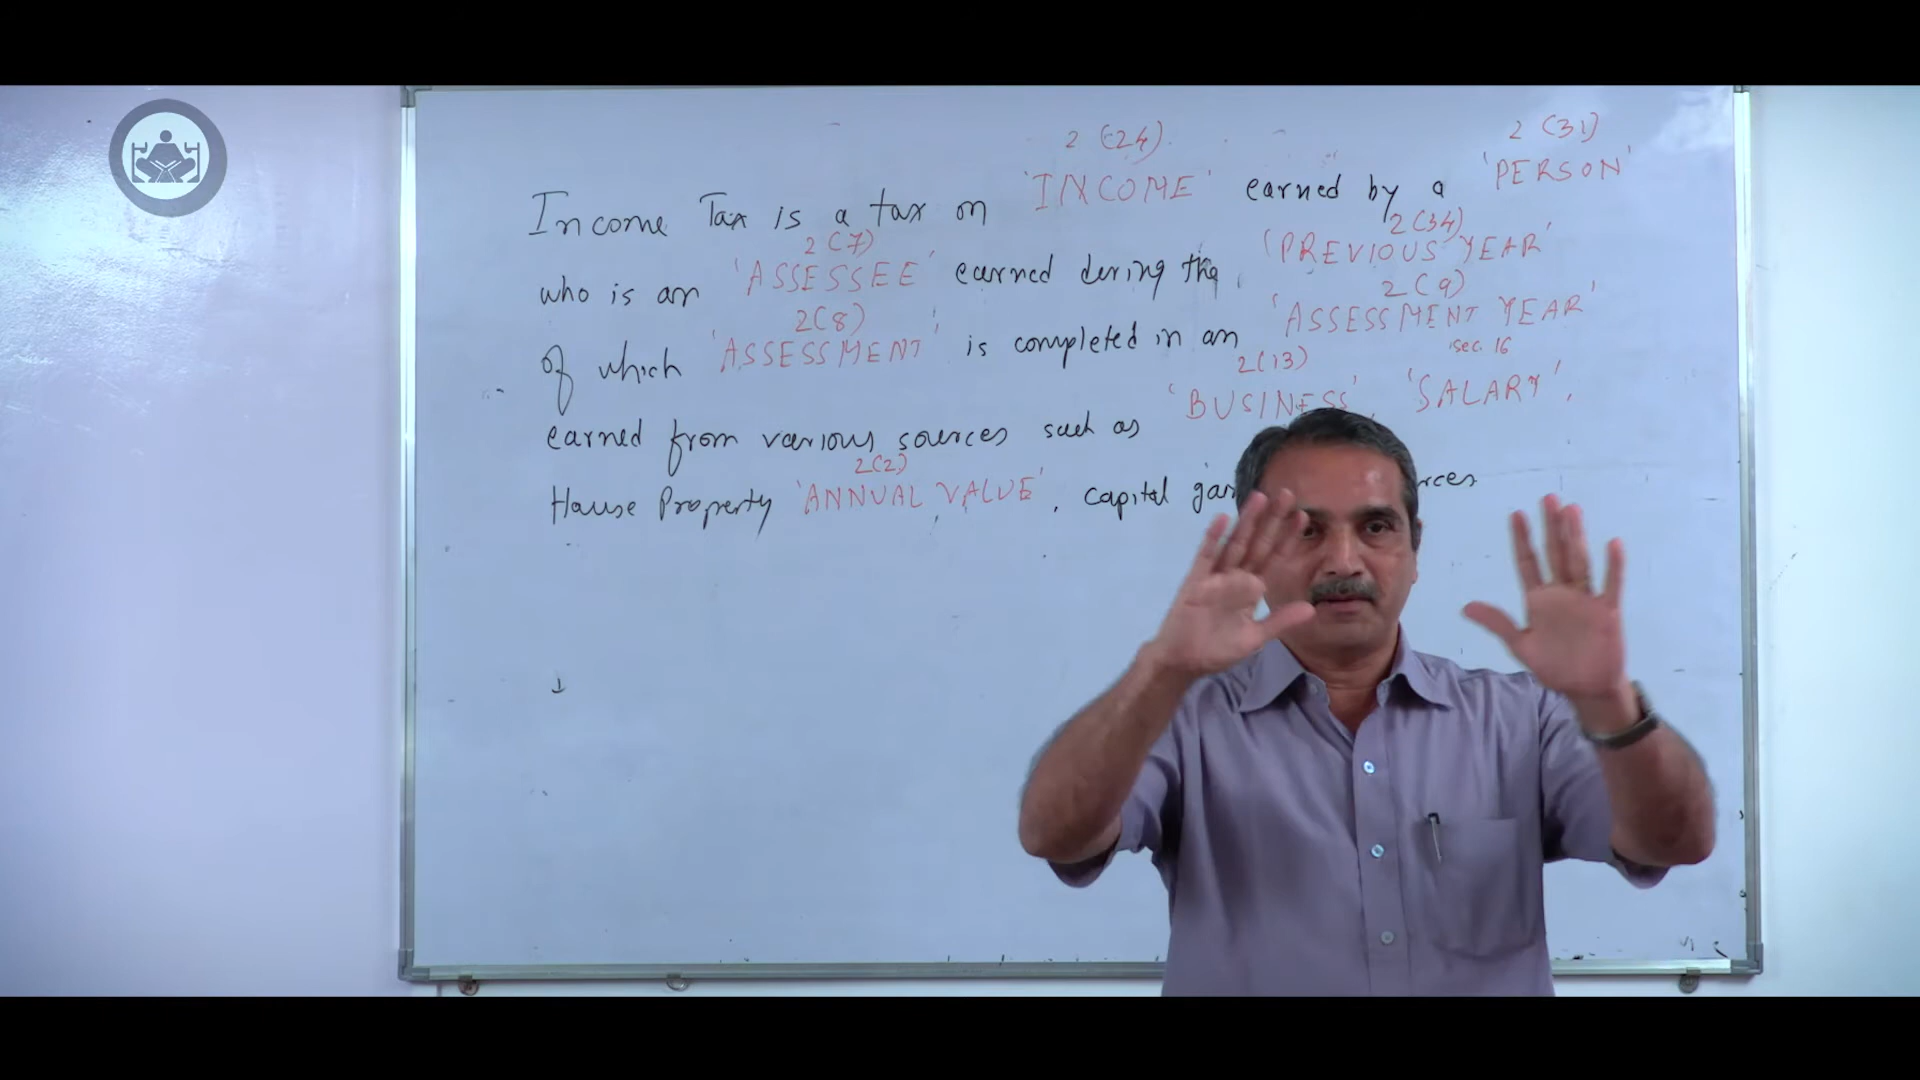 2 (24) 2 (31)
Income Tax is a tax on 'INCOME' earned by a 'PERSON'
2(7) 2(34)
who is an 'ASSESSEE' earned during the 'PREVIOUS YEAR'
2(8) 2(9)
of which 'ASSESSMENT' is completed in an 'ASSESSMENT YEAR'
2(13) sec. 16
earned from various sources such as 'BUSINESS', 'SALARY',
2(2)
House Property 'ANNUAL VALUE', capital